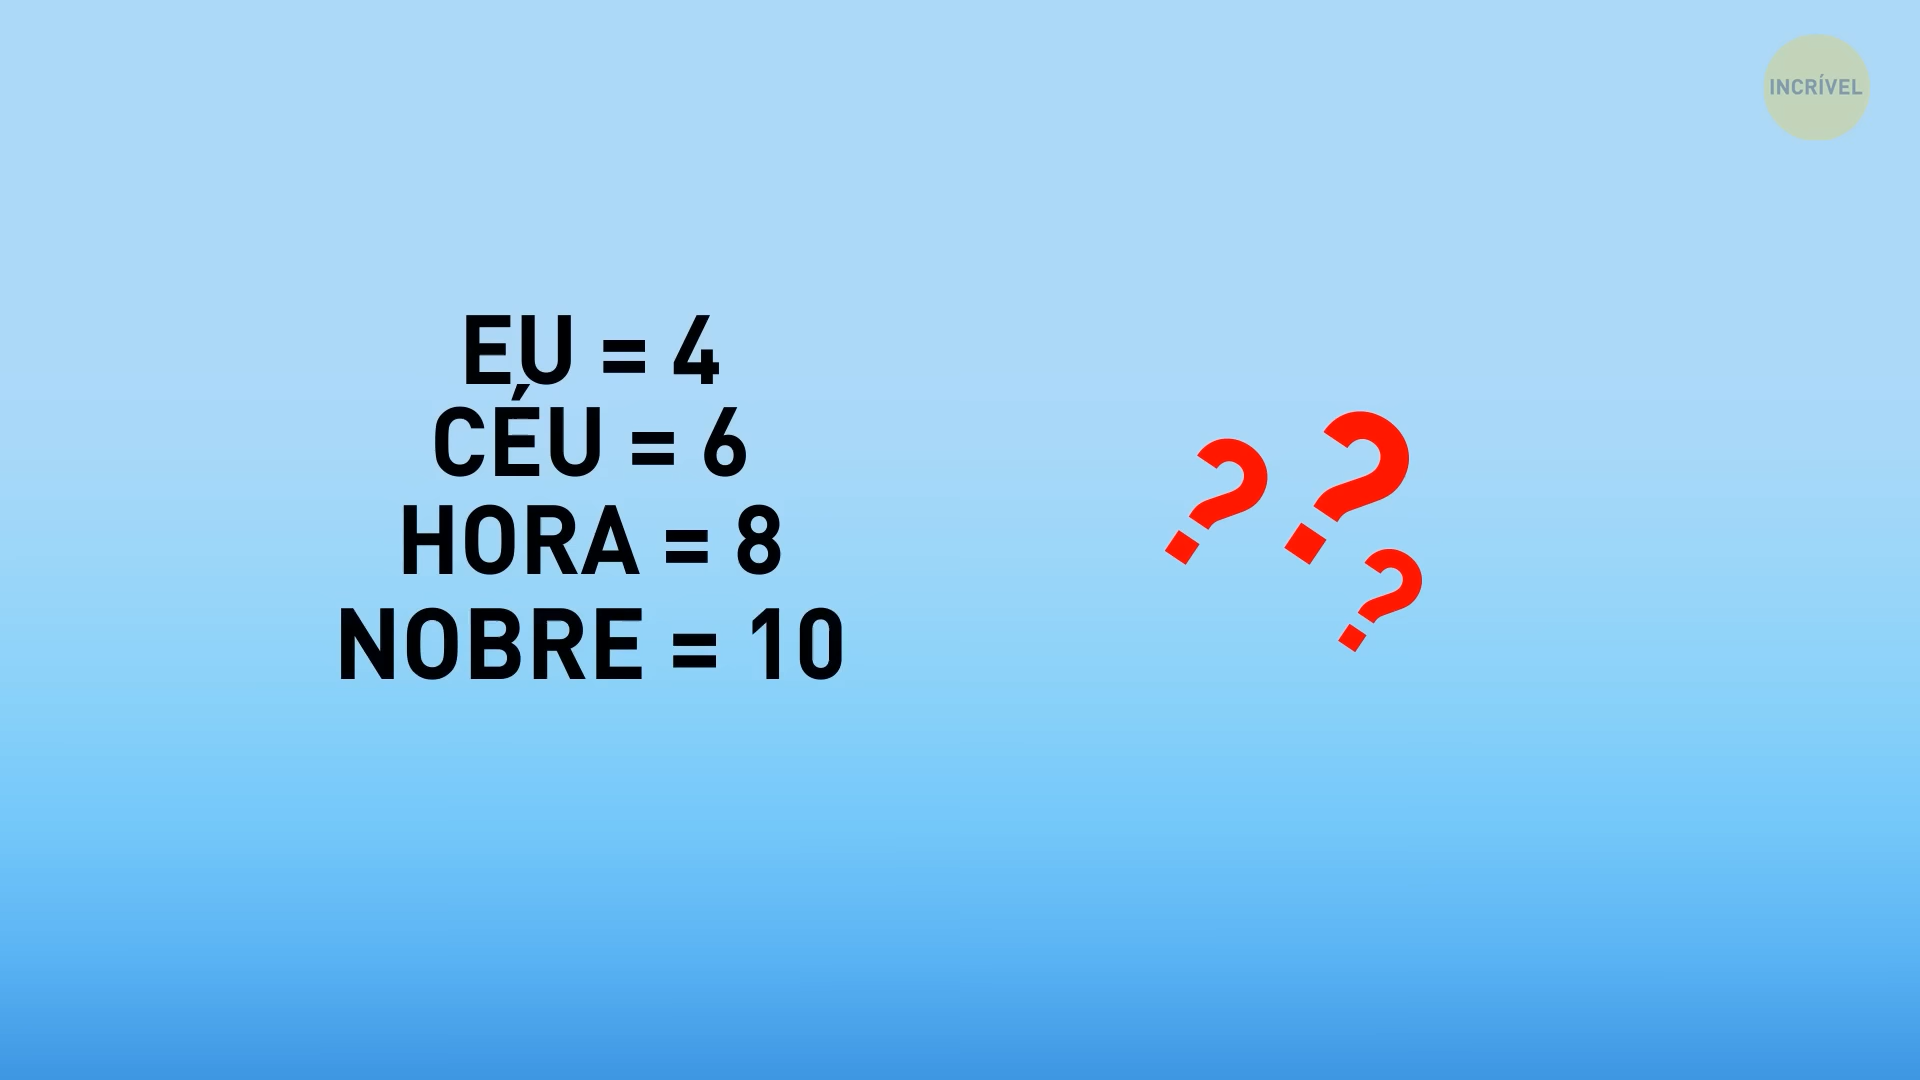 INCRÍVEL
EU = 4
CÉU = 6
HORA = 8
NOBRE = 10
???